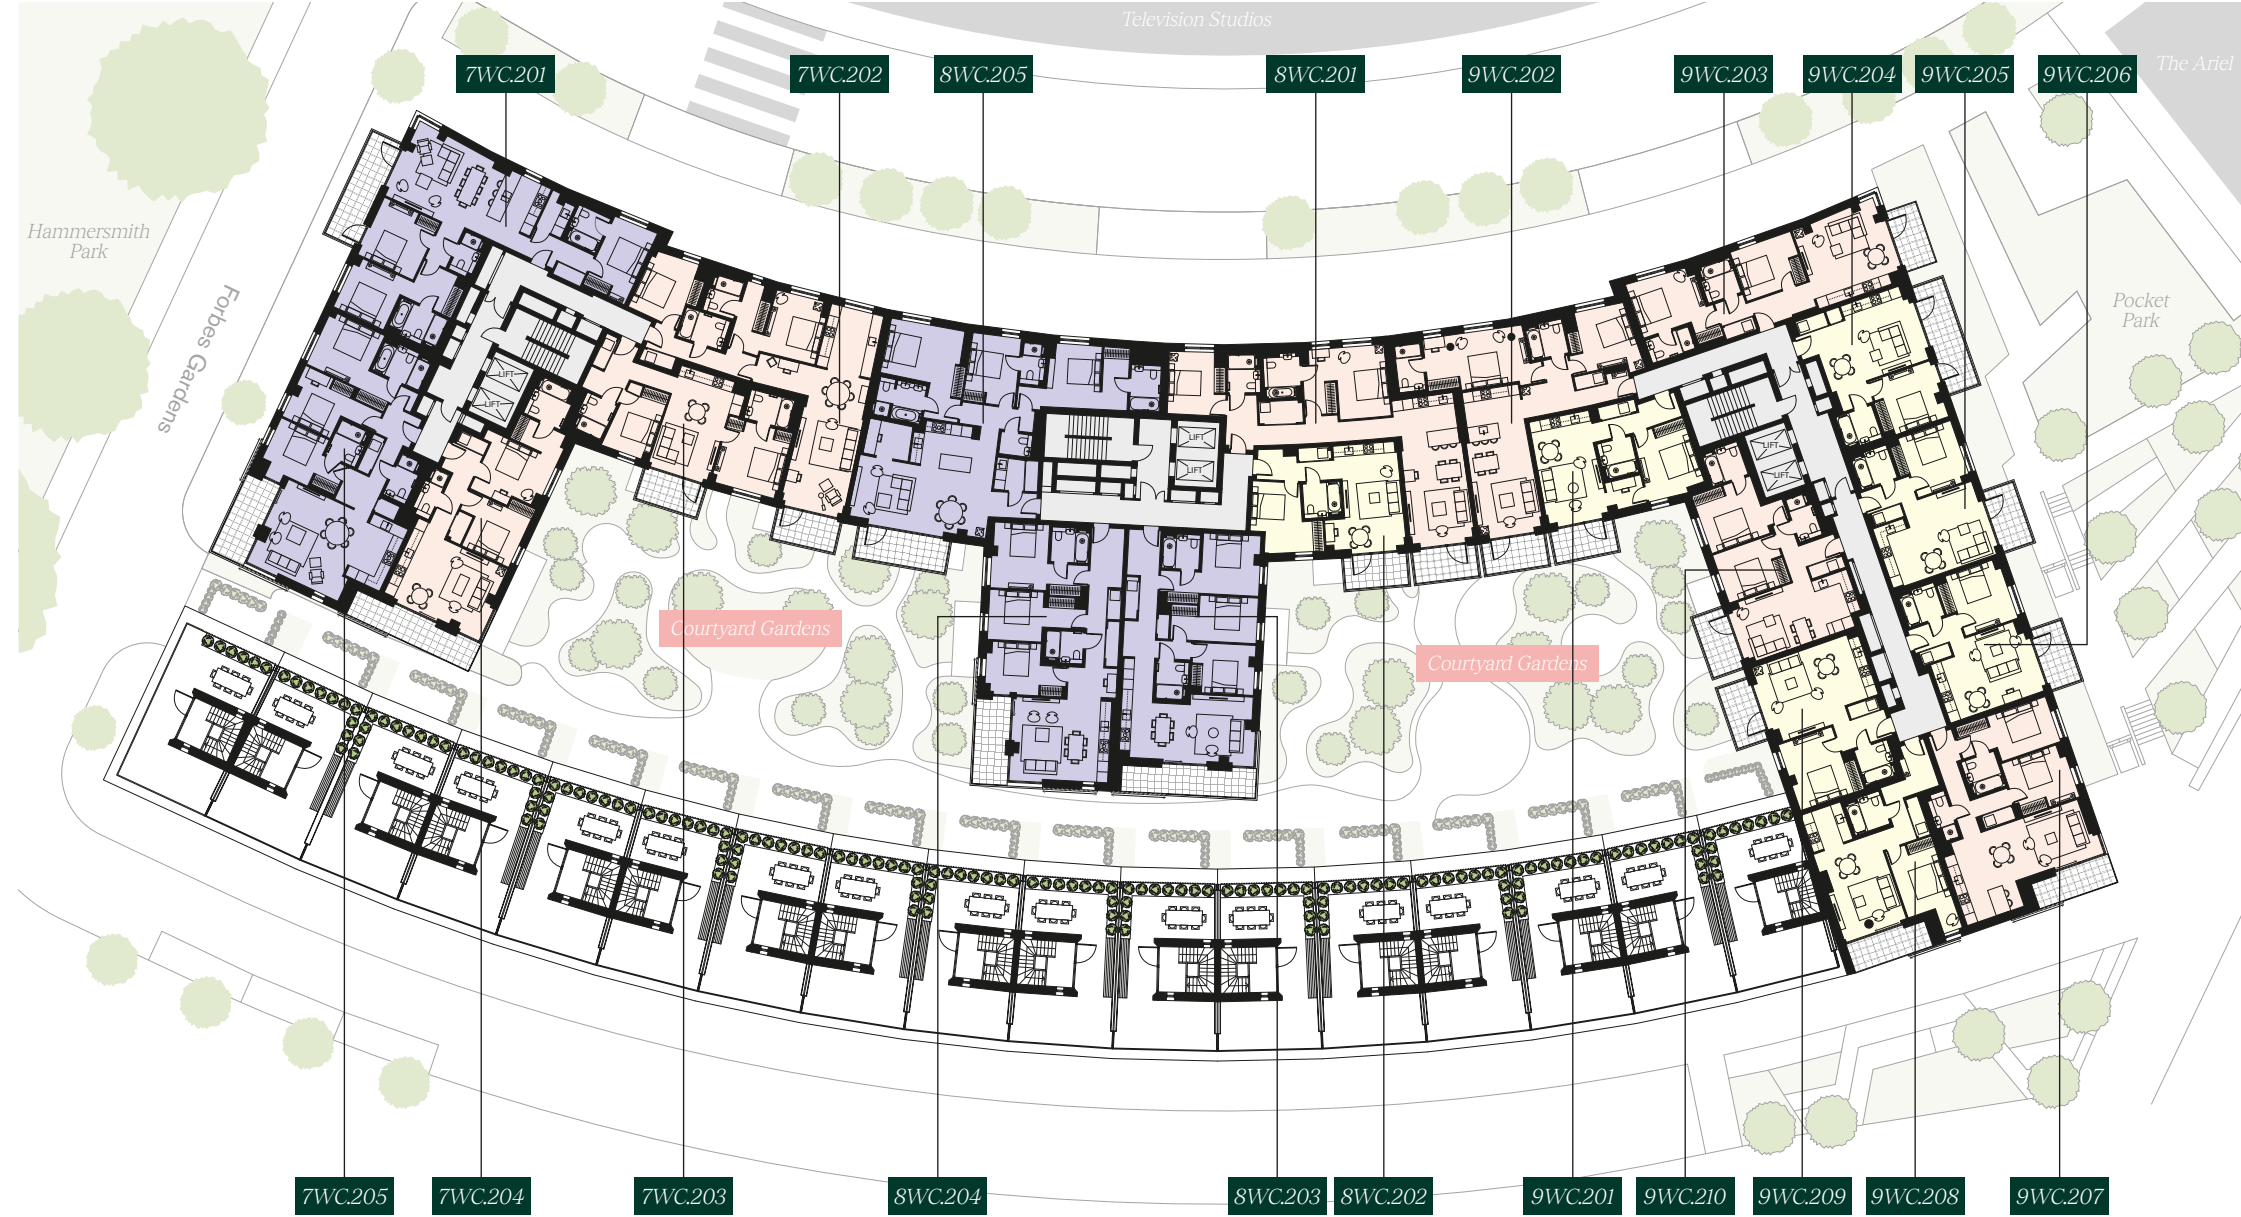 Television Studios
The Ariel
7WC.201
7WC.202
8WC.205
8WC.201
9WC.202
9WC.203
9WC.204
9WC.205
9WC.206
Hammersmith
Park
Forbes Gardens
Pocket
Park
LIFT
LIFT
LIFT
LIFT
LIFT
LIFT
Courtyard Gardens
Courtyard Gardens
7WC.205
7WC.204
7WC.203
8WC.204
8WC.203
8WC.202
9WC.201
9WC.210
9WC.209
9WC.208
9WC.207